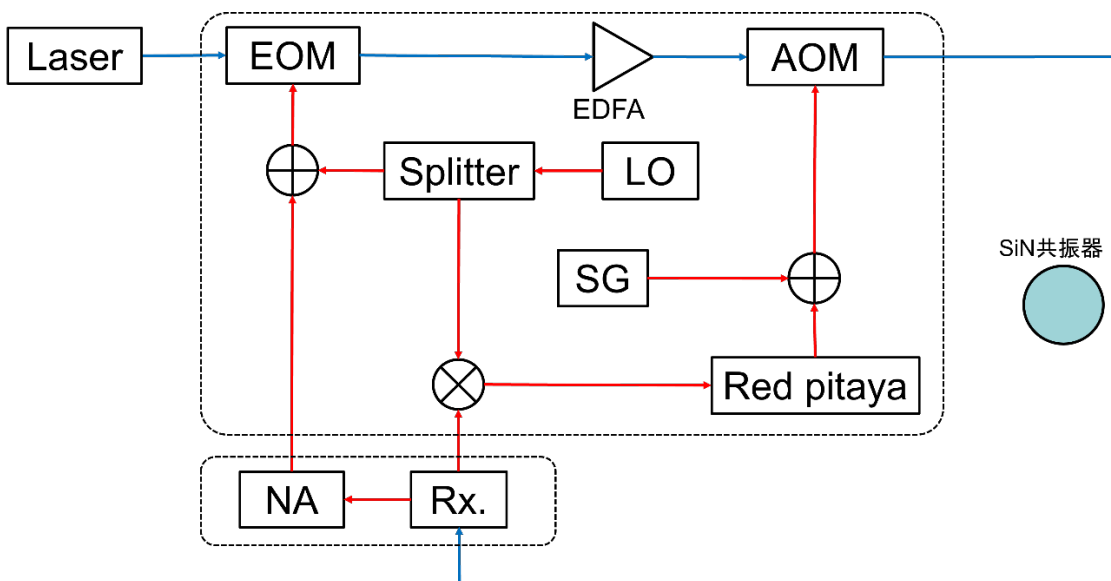 Laser
EOM
EDFA
AOM
Splitter
LO
SG
SiN共振器
Red pitaya
NA
Rx.